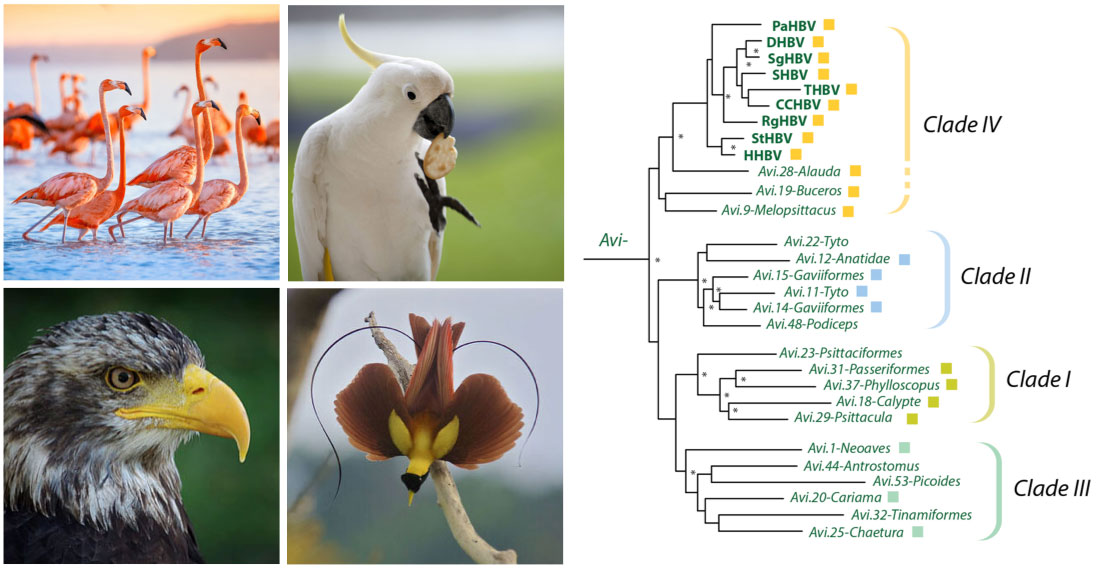 PaHBV
DHBV
SgHBV
SHBV
THBV
CCHBV
RgHBV
StHBV
HHBV
Avi.28-Alauda
Avi.19-Buceros
Avi.9-Melopsittacus
Clade IV
Avi-
Avi.22-Tyto
Avi.12-Anatidae
Avi.15-Gaviiformes
Avi.11-Tyto
Avi.14-Gaviiformes
Avi.48-Podiceps
Clade II
Avi.23-Psittaciformes
Avi.31-Passeriformes
Avi.37-Phylloscopus
Avi.18-Calypte
Avi.29-Psittacula
Clade I
Avi.1-Neoaves
Avi.44-Antrostomus
Avi.53-Picoides
Avi.20-Cariama
Avi.32-Tinamiformes
Avi.25-Chaetura
Clade III